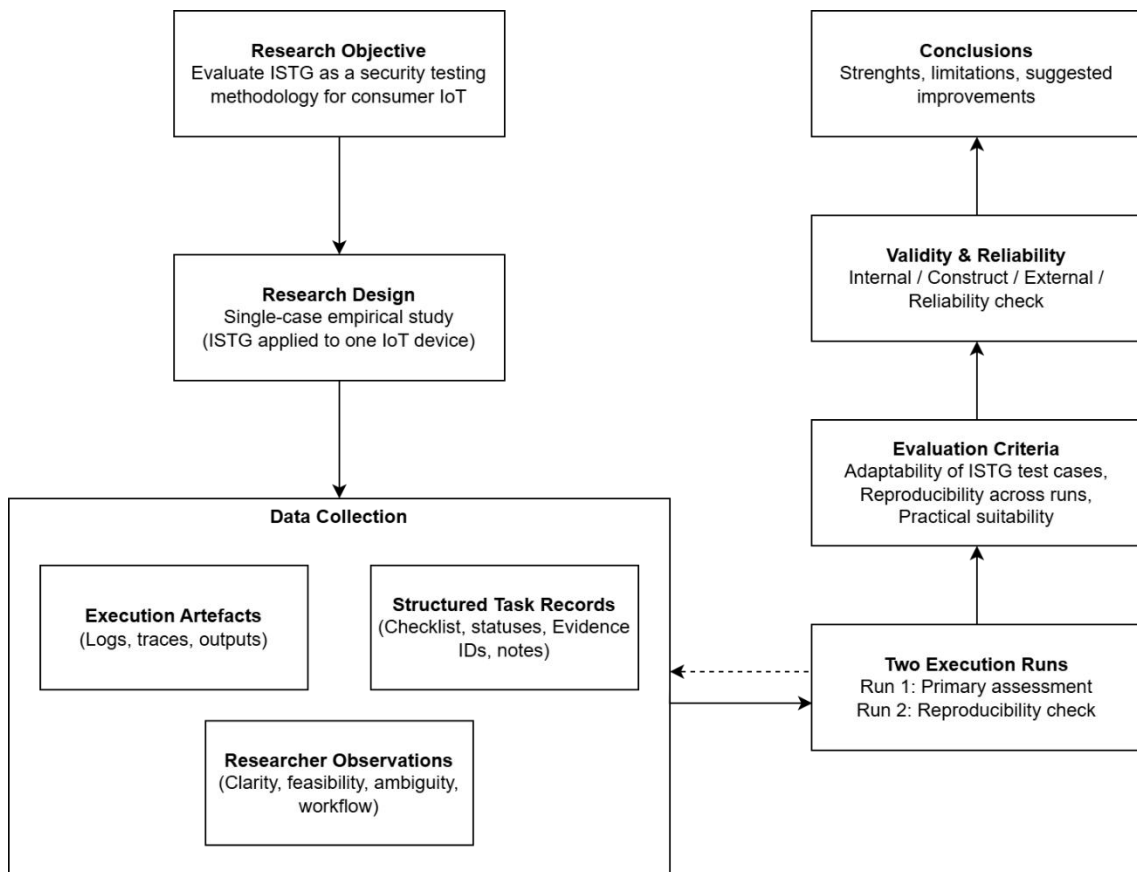 Research Objective
Evaluate ISTG as a security testing
methodology for consumer IoT
Research Design
Single-case empirical study
(ISTG applied to one IoT device)
Data Collection
Execution Artefacts
(Logs, traces, outputs)
Structured Task Records
(Checklist, statuses, Evidence
IDs, notes)
Researcher Observations
(Clarity, feasibility, ambiguity,
workflow)
Two Execution Runs
Run 1: Primary assessment
Run 2: Reproducibility check
Evaluation Criteria
Adaptability of ISTG test cases,
Reproducibility across runs,
Practical suitability
Validity & Reliability
Internal / Construct / External /
Reliability check
Conclusions
Strenghts, limitations, suggested
improvements